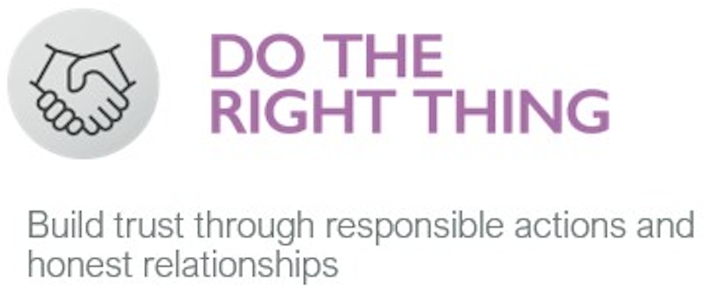 DO THE
RIGHT THING
Build trust through responsible actions and
honest relationships